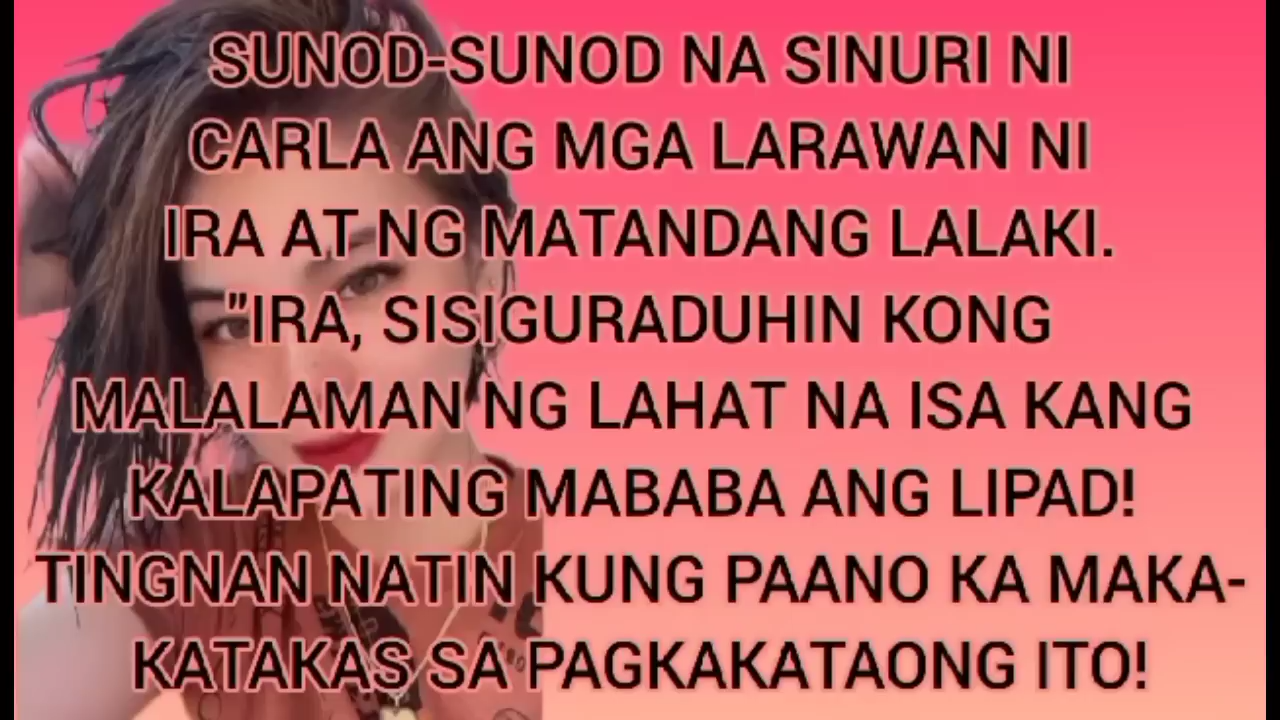 SUNOD-SUNOD NA SINURI NI
CARLA ANG MGA LARAWAN NI
IRA AT NG MATANDANG LALAKI.
"IRA, SISIGURADUHIN KONG
MALALAMAN NG LAHAT NA ISA KANG
KALAPATING MABABA ANG LIPAD!
TINGNAN NATIN KUNG PAANO KA MAKA-
KATAKAS SA PAGKAKATAONG ITO!